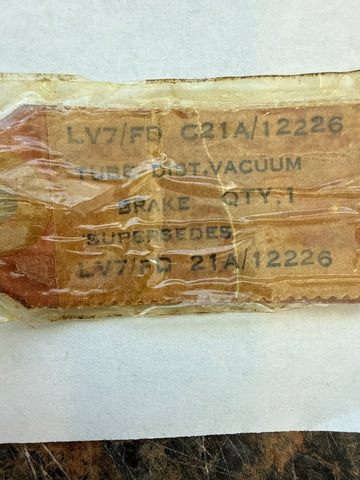 LV7/FD C21A/12226
TUBE DIST. VACUUM
BRAKE QTY. 1
SUPERSEDES
LV7/FD 21A/12226